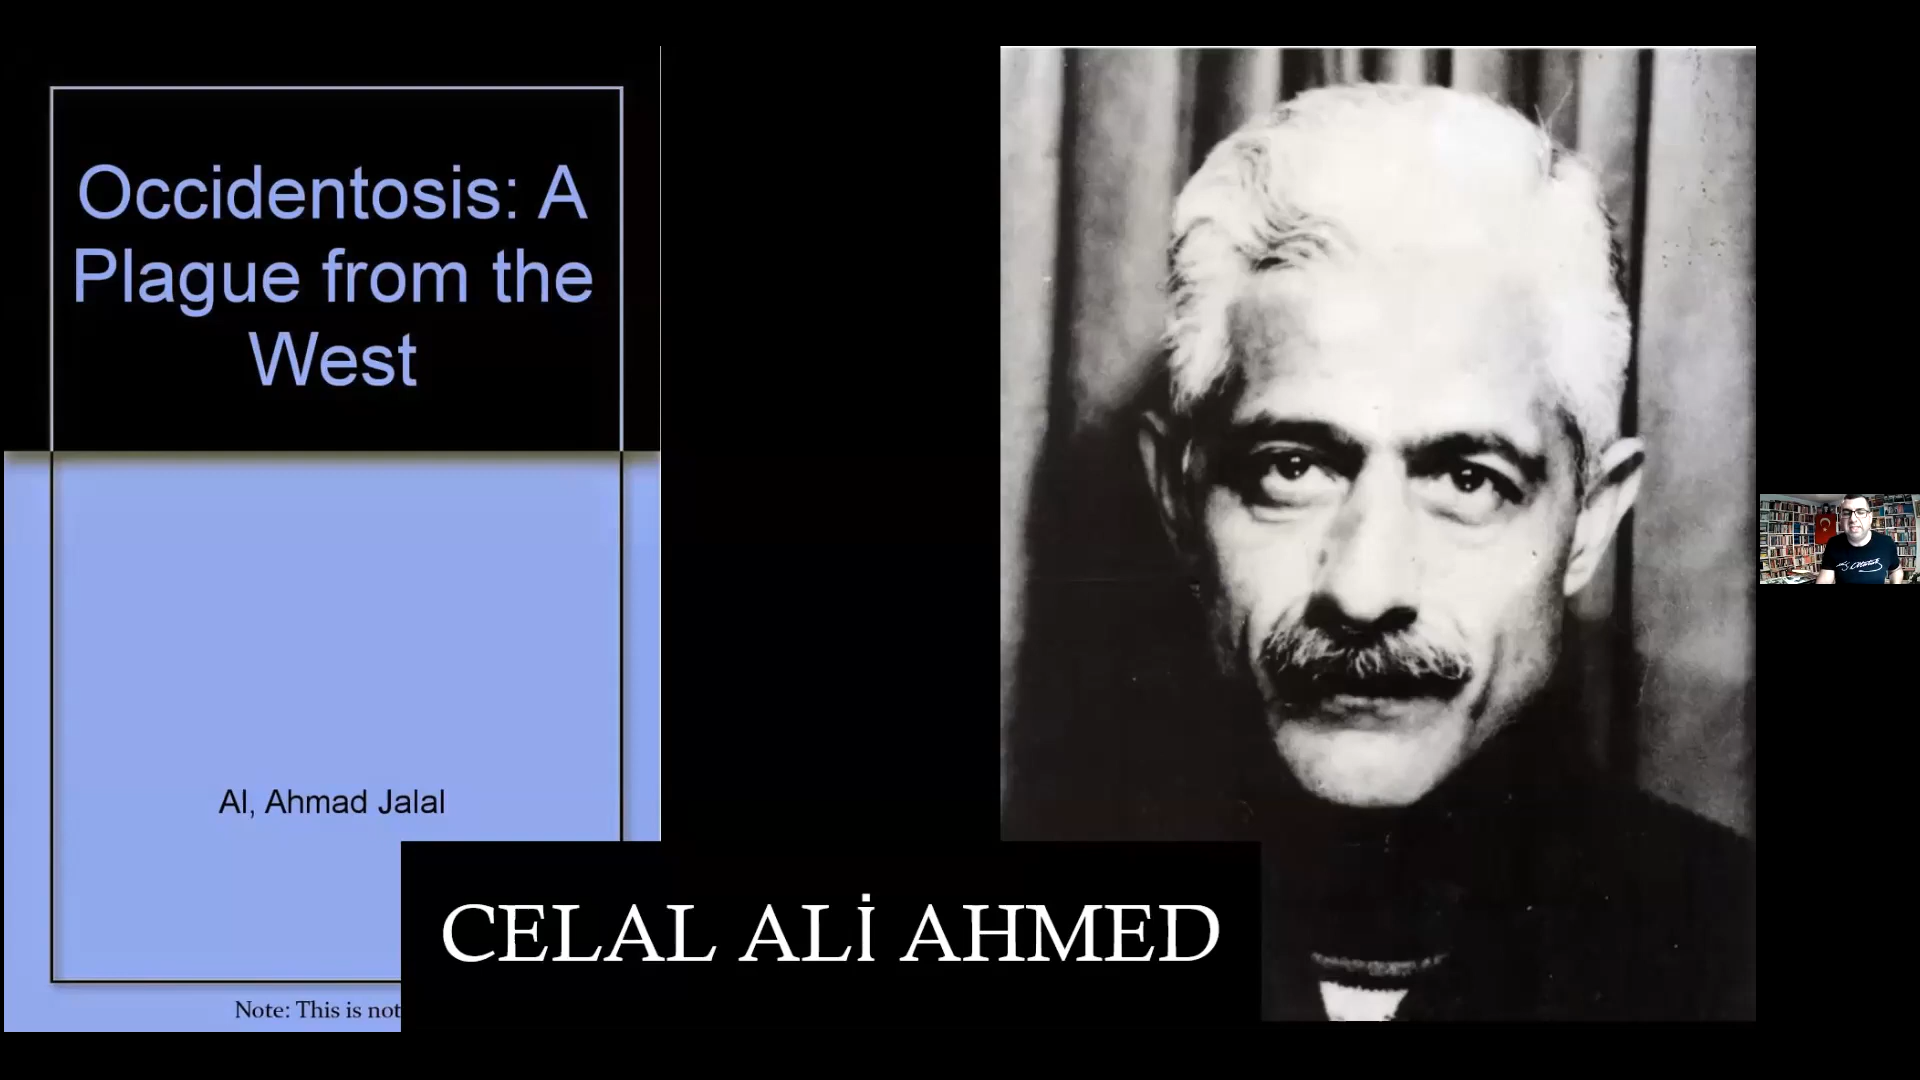 Occidentosis: A
Plague from the
West
Al, Ahmad Jalal
Note: This is not
CELAL ALİ AHMED